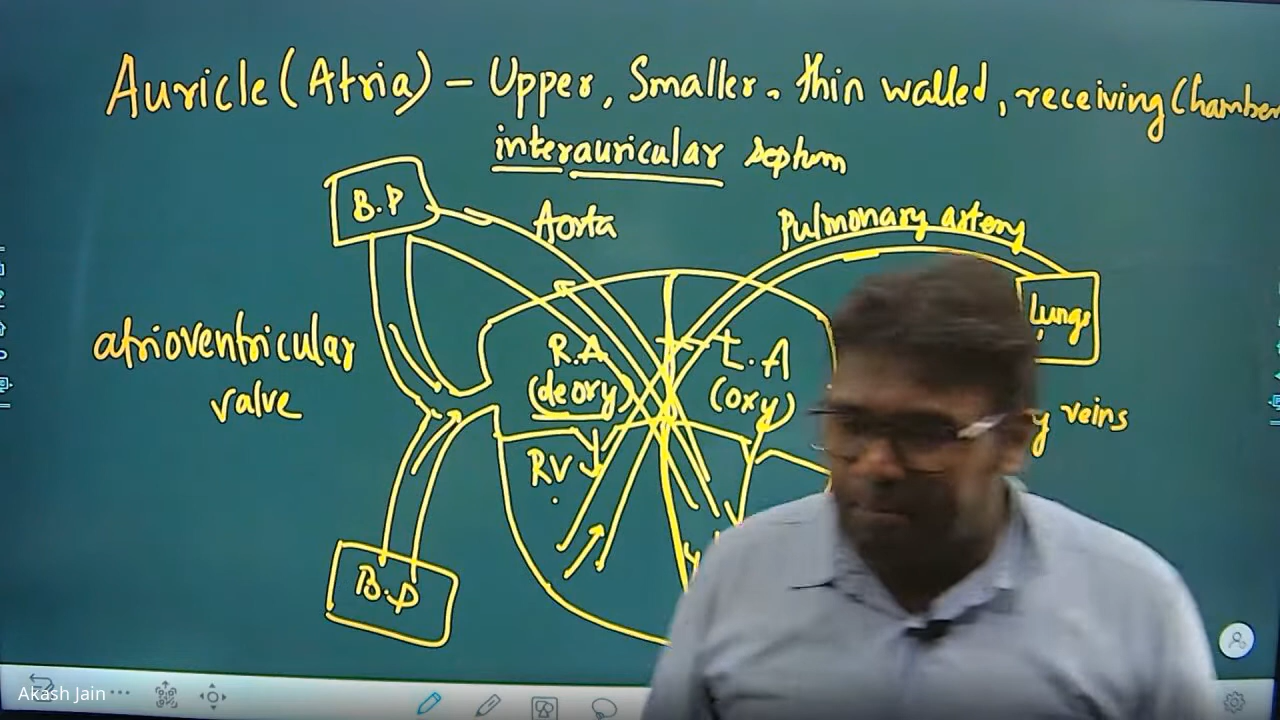 Auricle (Atria) - Upper, Smaller, thin walled, receiving Chamber
interauricular septum
B.P
Aorta
Pulmonary artery
Lungs
atrioventricular
valve
R.A
(deoxy)
L.A
(oxy)
y veins
RV
B.P
Akash Jain